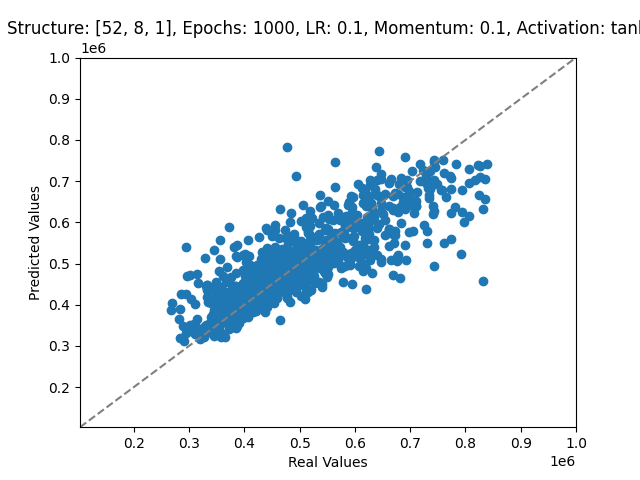 Structure: [52, 8, 1], Epochs: 1000, LR: 0.1, Momentum: 0.1, Activation:
1e6
1.0
0.9
0.8
0.7
0.6
0.5
0.4
0.3
0.2
Predicted Values
0.2 0.3 0.4 0.5 0.6 0.7 0.8 0.9 1.0
Real Values
1e6